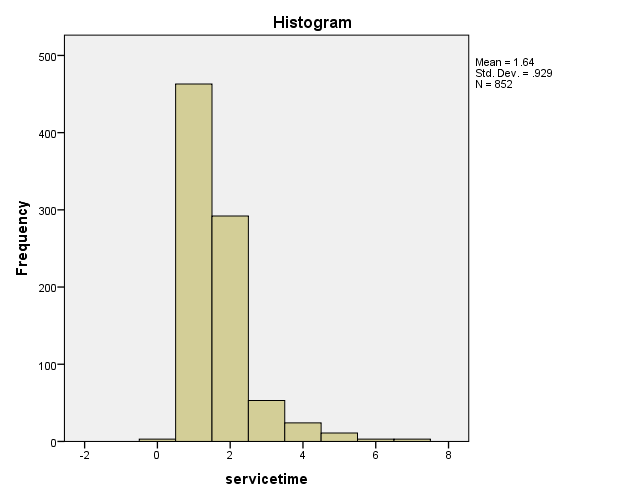 Histogram
Mean = 1.64
Std. Dev. = .929
N = 852
500
400
300
200
100
0
Frequency
-2
0
2
4
6
8
servicetime